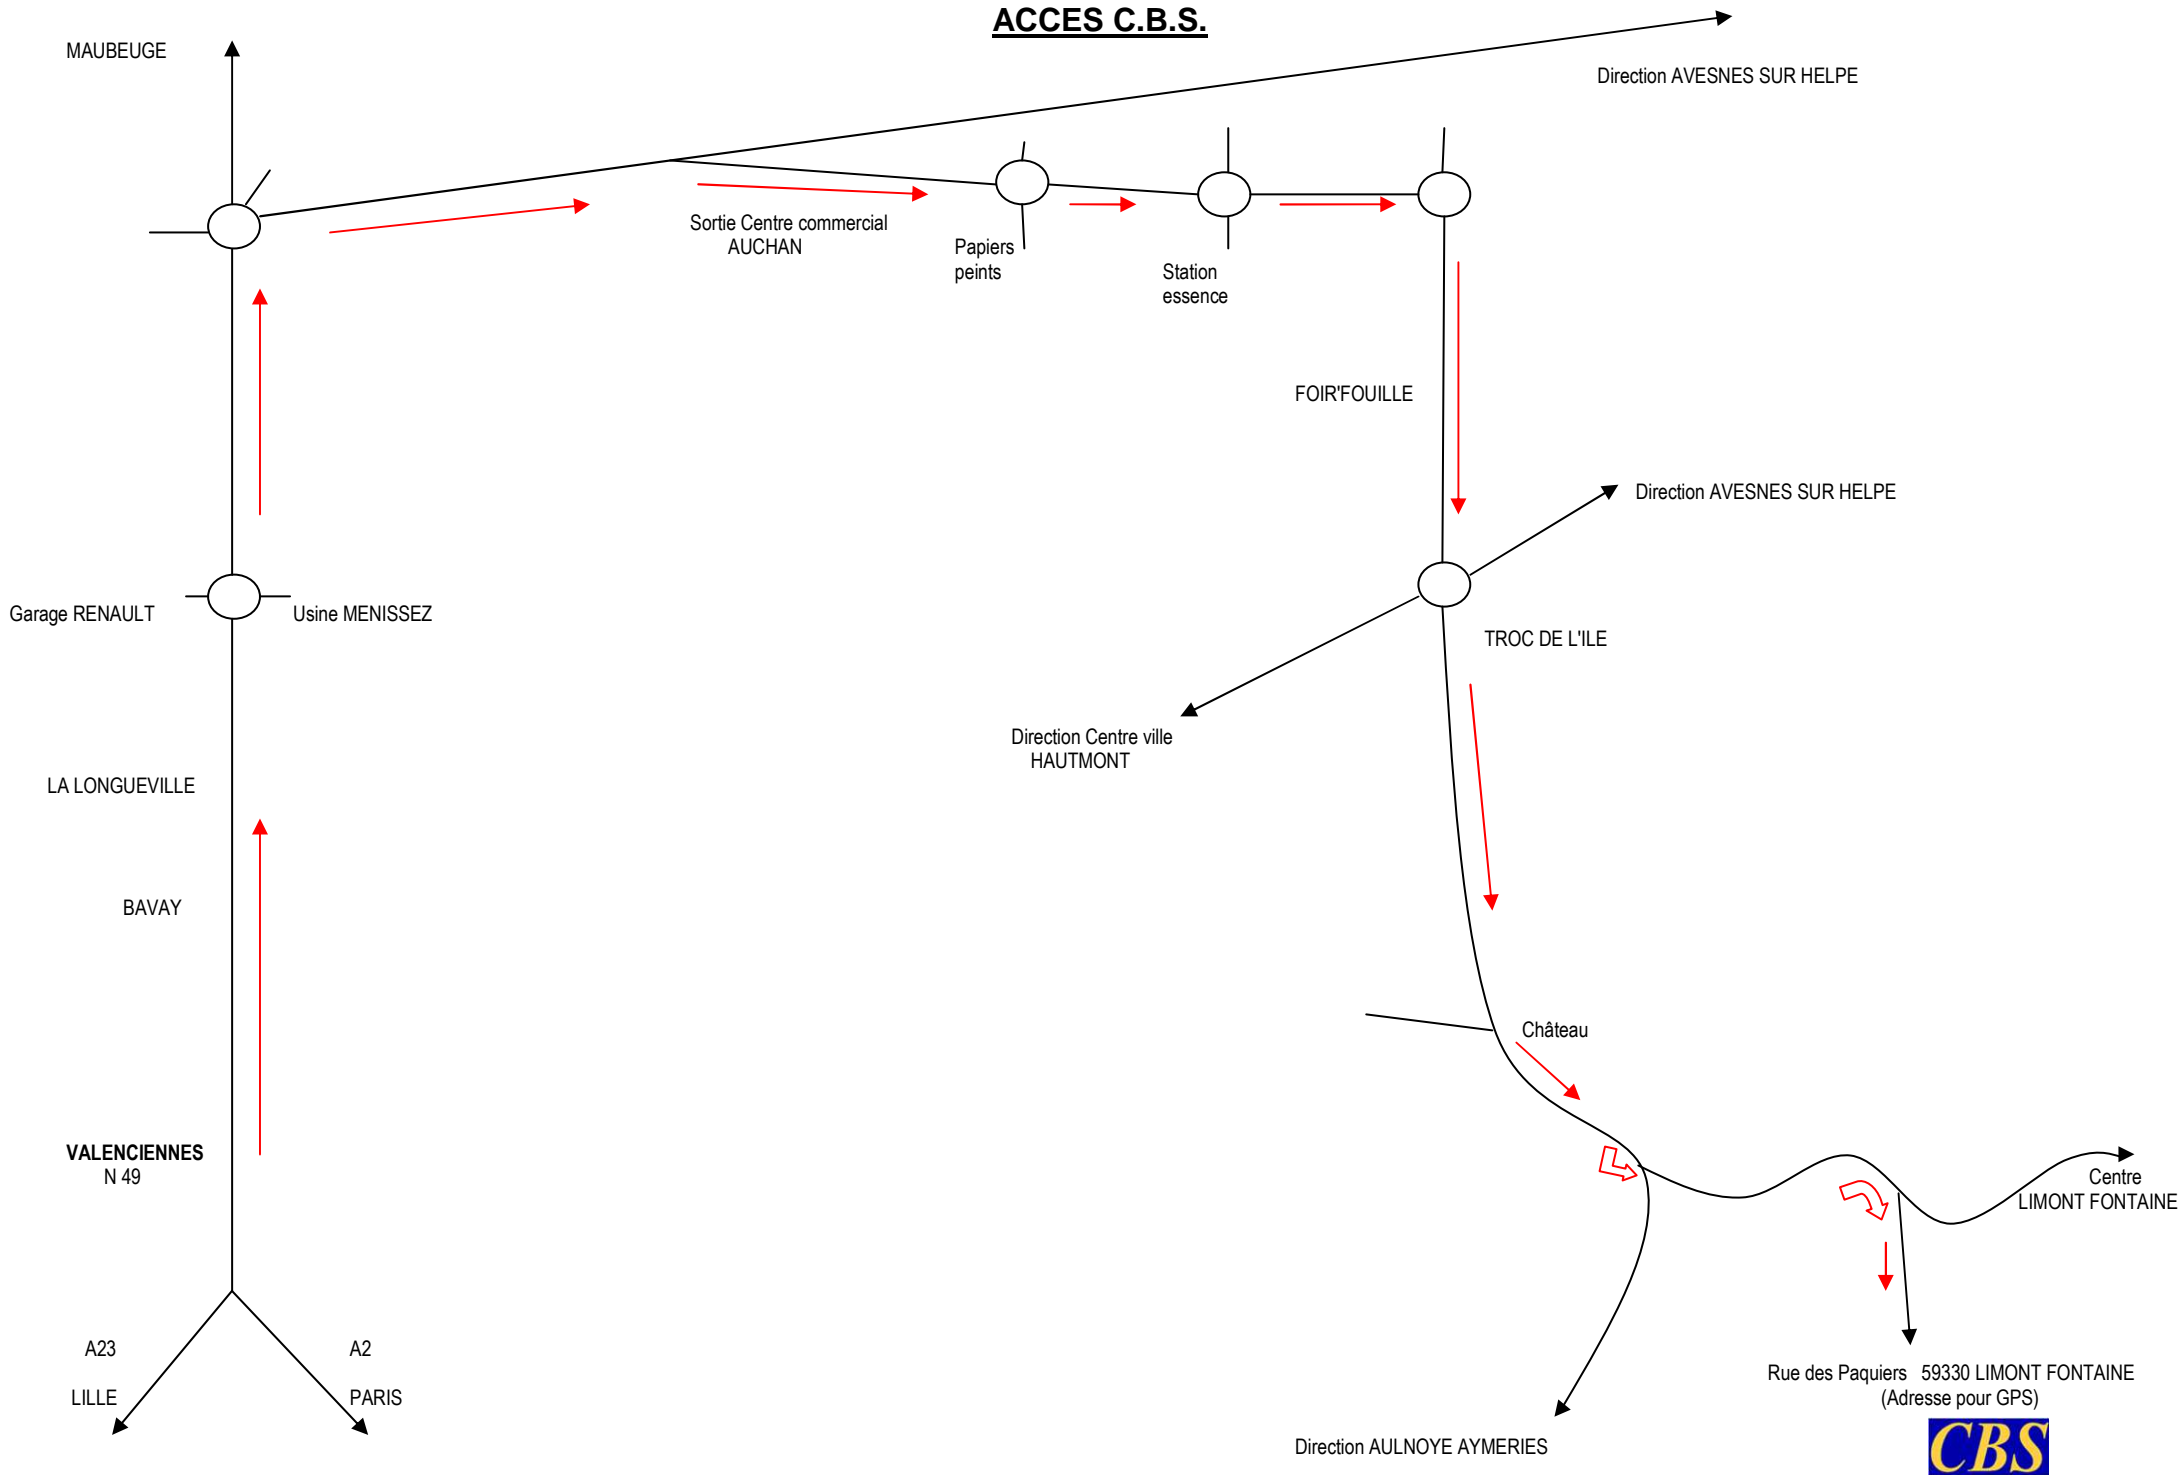 ACCES C.B.S.
MAUBEUGE
Direction AVESNES SUR HELPE
Sortie Centre commercial
AUCHAN
Papiers
peints
Station
essence
FOIR'FOUILLE
Direction AVESNES SUR HELPE
Garage RENAULT
Usine MENISSEZ
TROC DE L'ILE
Direction Centre ville
HAUTMONT
LA LONGUEVILLE
BAVAY
Château
VALENCIENNES
N 49
Centre
LIMONT FONTAINE
A23
A2
LILLE
PARIS
Rue des Paquiers 59330 LIMONT FONTAINE
(Adresse pour GPS)
Direction AULNOYE AYMERIES
CBS